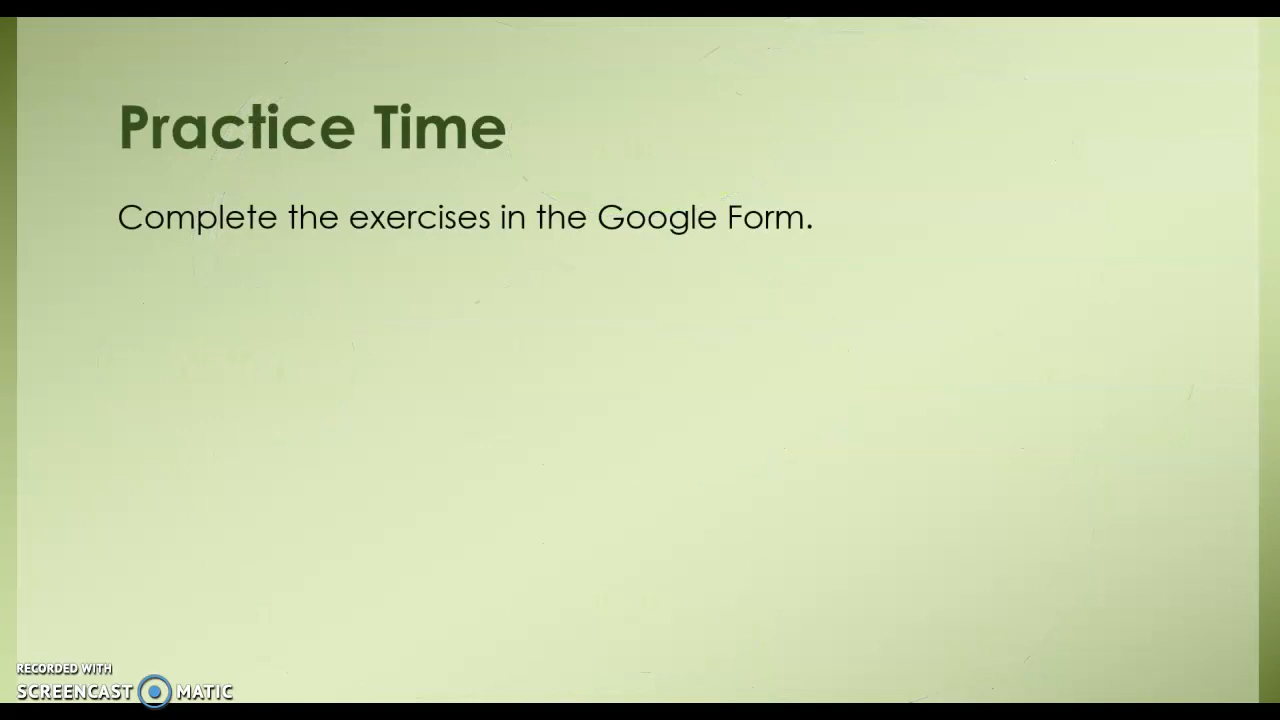 Practice Time
Complete the exercises in the Google Form.
RECORDED WITH
SCREENCAST MATIC